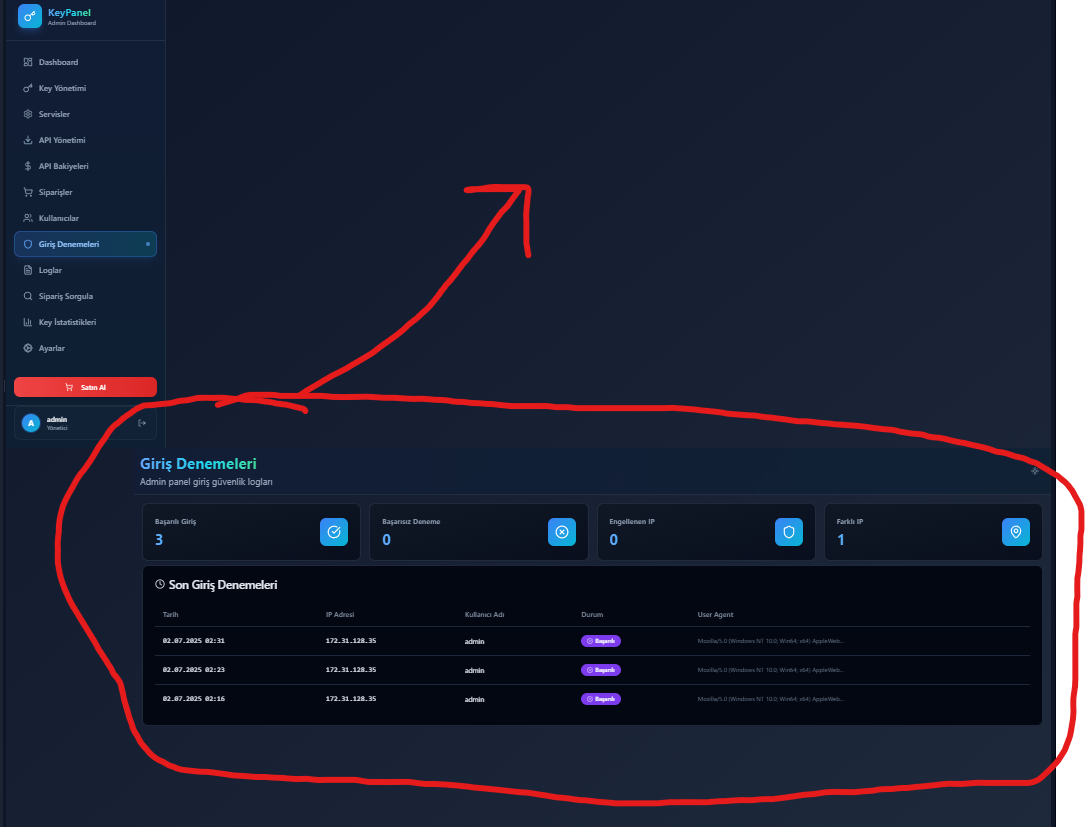 KeyPanel
Admin Dashboard
Dashboard
Key Yönetimi
Servisler
API Yönetimi
API Bakiyeleri
Siparişler
Kullanıcılar
Giriş Denemeleri
Loglar
Sipariş Sorgula
Key İstatistikleri
Ayarlar
Satın Al
A
admin
Yönetici
Giriş Denemeleri
Admin panel giriş güvenlik logları
Başarılı Giriş
3
Başarısız Deneme
0
Engellenen IP
0
Farklı IP
1
Son Giriş Denemeleri
Tarih IP Adresi Kullanıcı Adı Durum User Agent
02.07.2025 02:31 172.31.128.35 admin Başarılı Mozilla/5.0 (Windows NT 10.0; Win64; x64) AppleWeb...
02.07.2025 02:23 172.31.128.35 admin Başarılı Mozilla/5.0 (Windows NT 10.0; Win64; x64) AppleWeb...
02.07.2025 02:16 172.31.128.35 admin Başarılı Mozilla/5.0 (Windows NT 10.0; Win64; x64) AppleWeb...